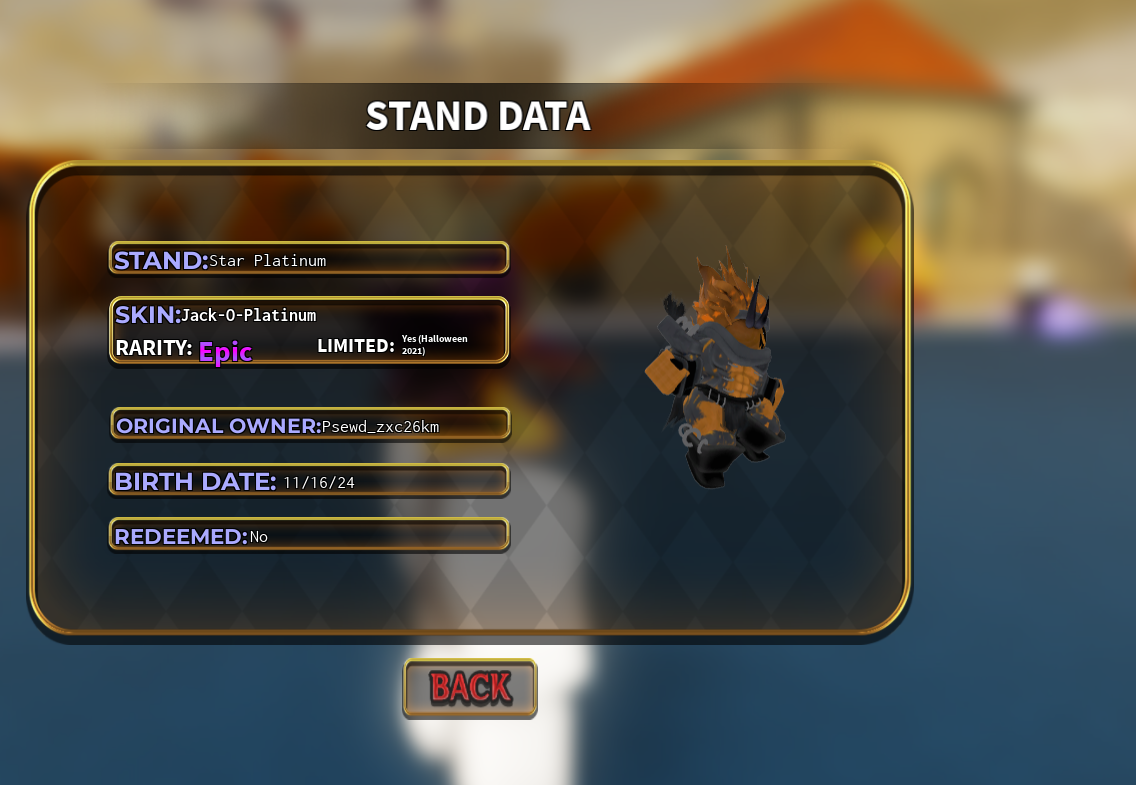 STAND DATA
STAND:Star Platinum
SKIN:Jack-O-Platinum
RARITY: Epic LIMITED: Yes (Halloween
2021)
ORIGINAL OWNER:Psewd_zxc26km
BIRTH DATE: 11/16/24
REDEEMED:No
BACK